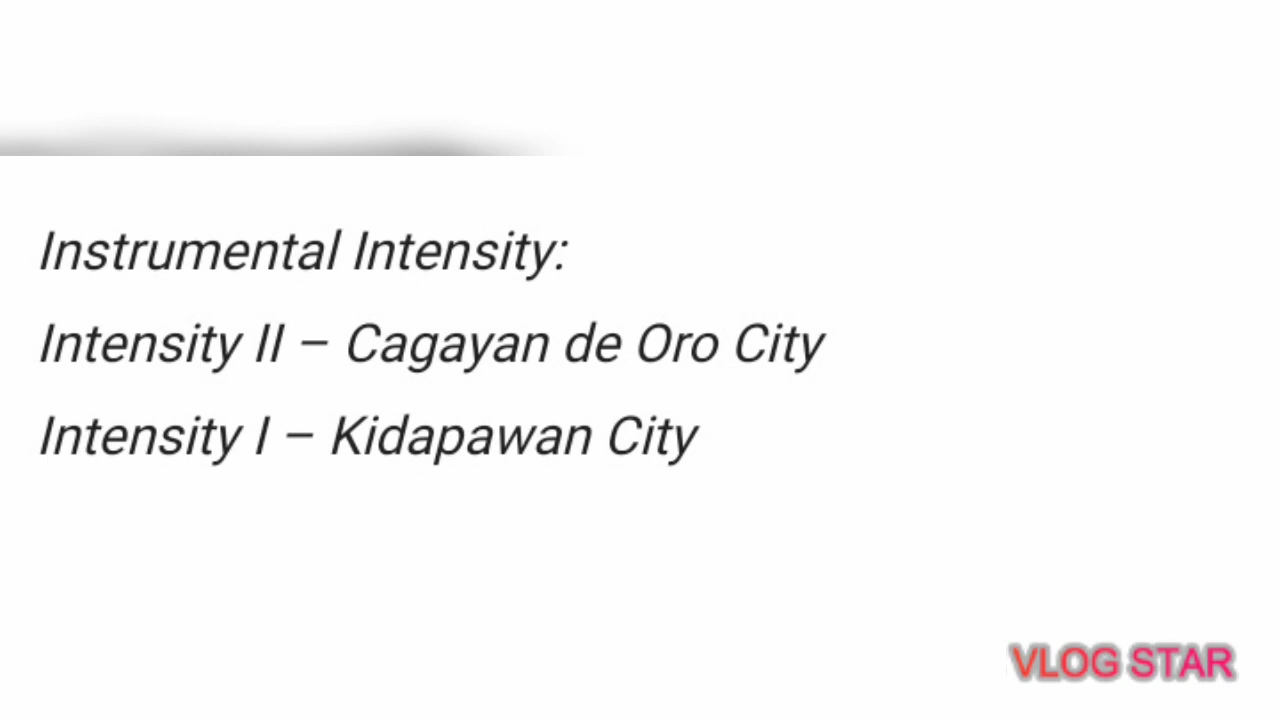 Instrumental Intensity:
Intensity II – Cagayan de Oro City
Intensity I – Kidapawan City
VLOG STAR